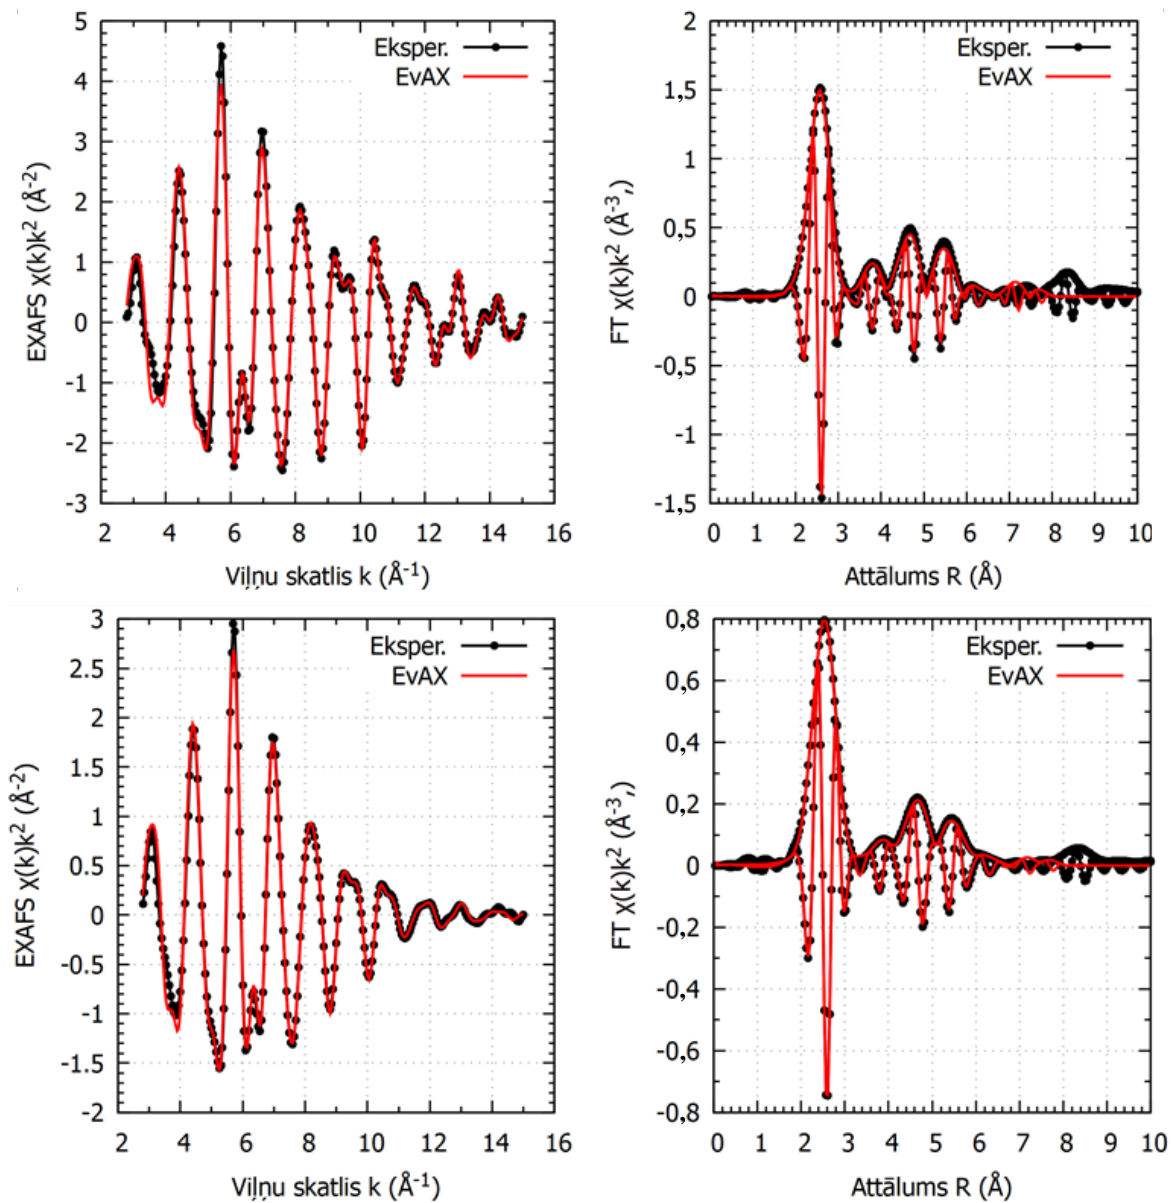 Eksper.
EvAX
EXAFS χ(k)k² (Å⁻²)
5
4
3
2
1
0
-1
-2
-3
2 4 6 8 10 12 14 16
Viļņu skatlis k (Å⁻¹)
Eksper.
EvAX
FT χ(k)k² (Å⁻³,)
2
1,5
1
0,5
0
-0,5
-1
-1,5
0 1 2 3 4 5 6 7 8 9 10
Attālums R (Å)
Eksper.
EvAX
EXAFS χ(k)k² (Å⁻²)
3
2.5
2
1.5
1
0.5
0
-0.5
-1
-1.5
-2
2 4 6 8 10 12 14 16
Viļņu skatlis k (Å⁻¹)
Eksper.
EvAX
FT χ(k)k² (Å⁻³,)
0,8
0,6
0,4
0,2
0
-0,2
-0,4
-0,6
-0,8
0 1 2 3 4 5 6 7 8 9 10
Attālums R (Å)